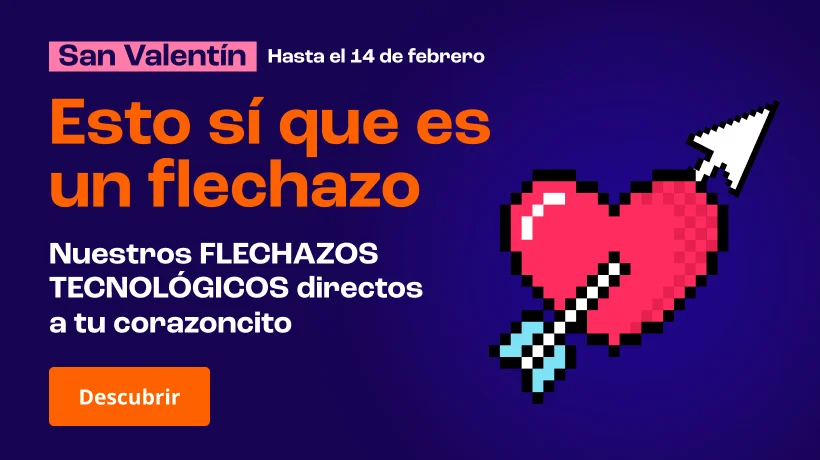 San Valentín Hasta el 14 de febrero
Esto sí que es
un flechazo
Nuestros FLECHAZOS
TECNOLÓGICOS directos
a tu corazoncito
Descubrir